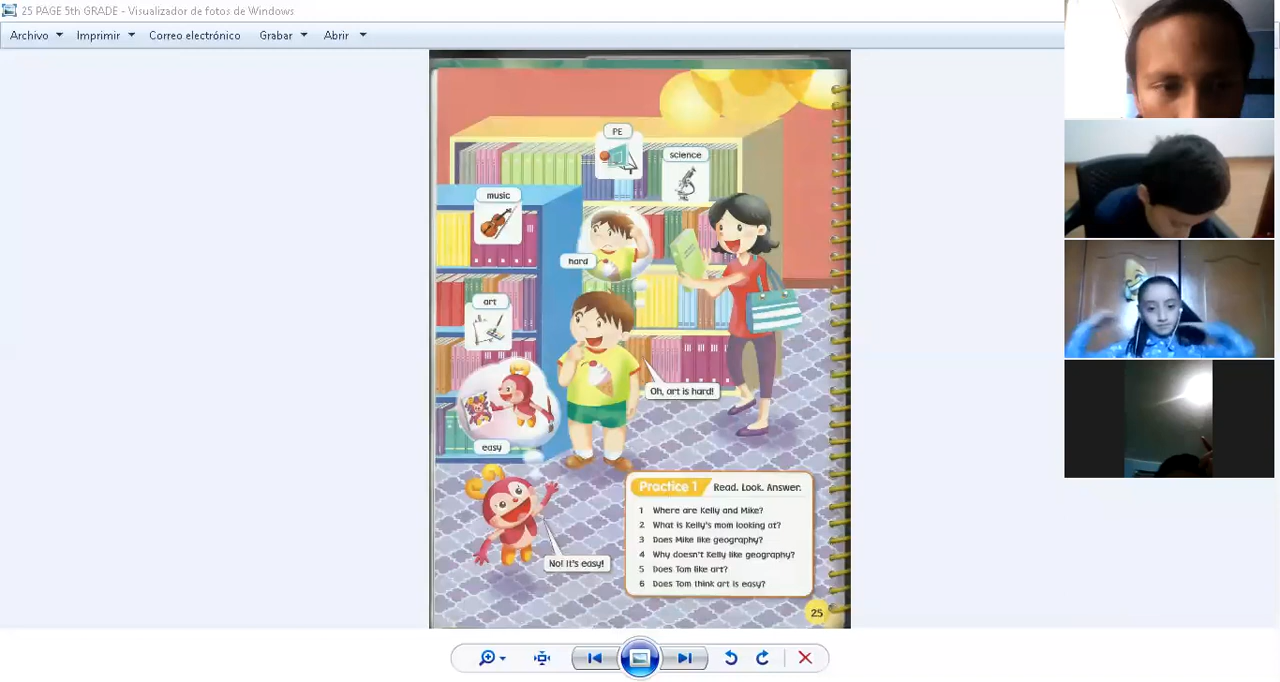 25 PAGE 5th GRADE - Visualizador de fotos de Windows
Archivo Imprimir Correo electrónico Grabar Abrir
PE
science
music
hard
art
Oh, art is hard!
easy
Practice 1 Read. Look. Answer.
1 Where are Kelly and Mike?
2 What is Kelly's mom looking at?
3 Does Mike like geography?
4 Why doesn't Kelly like geography?
5 Does Tom like art?
6 Does Tom think art is easy?
No! It's easy!
25